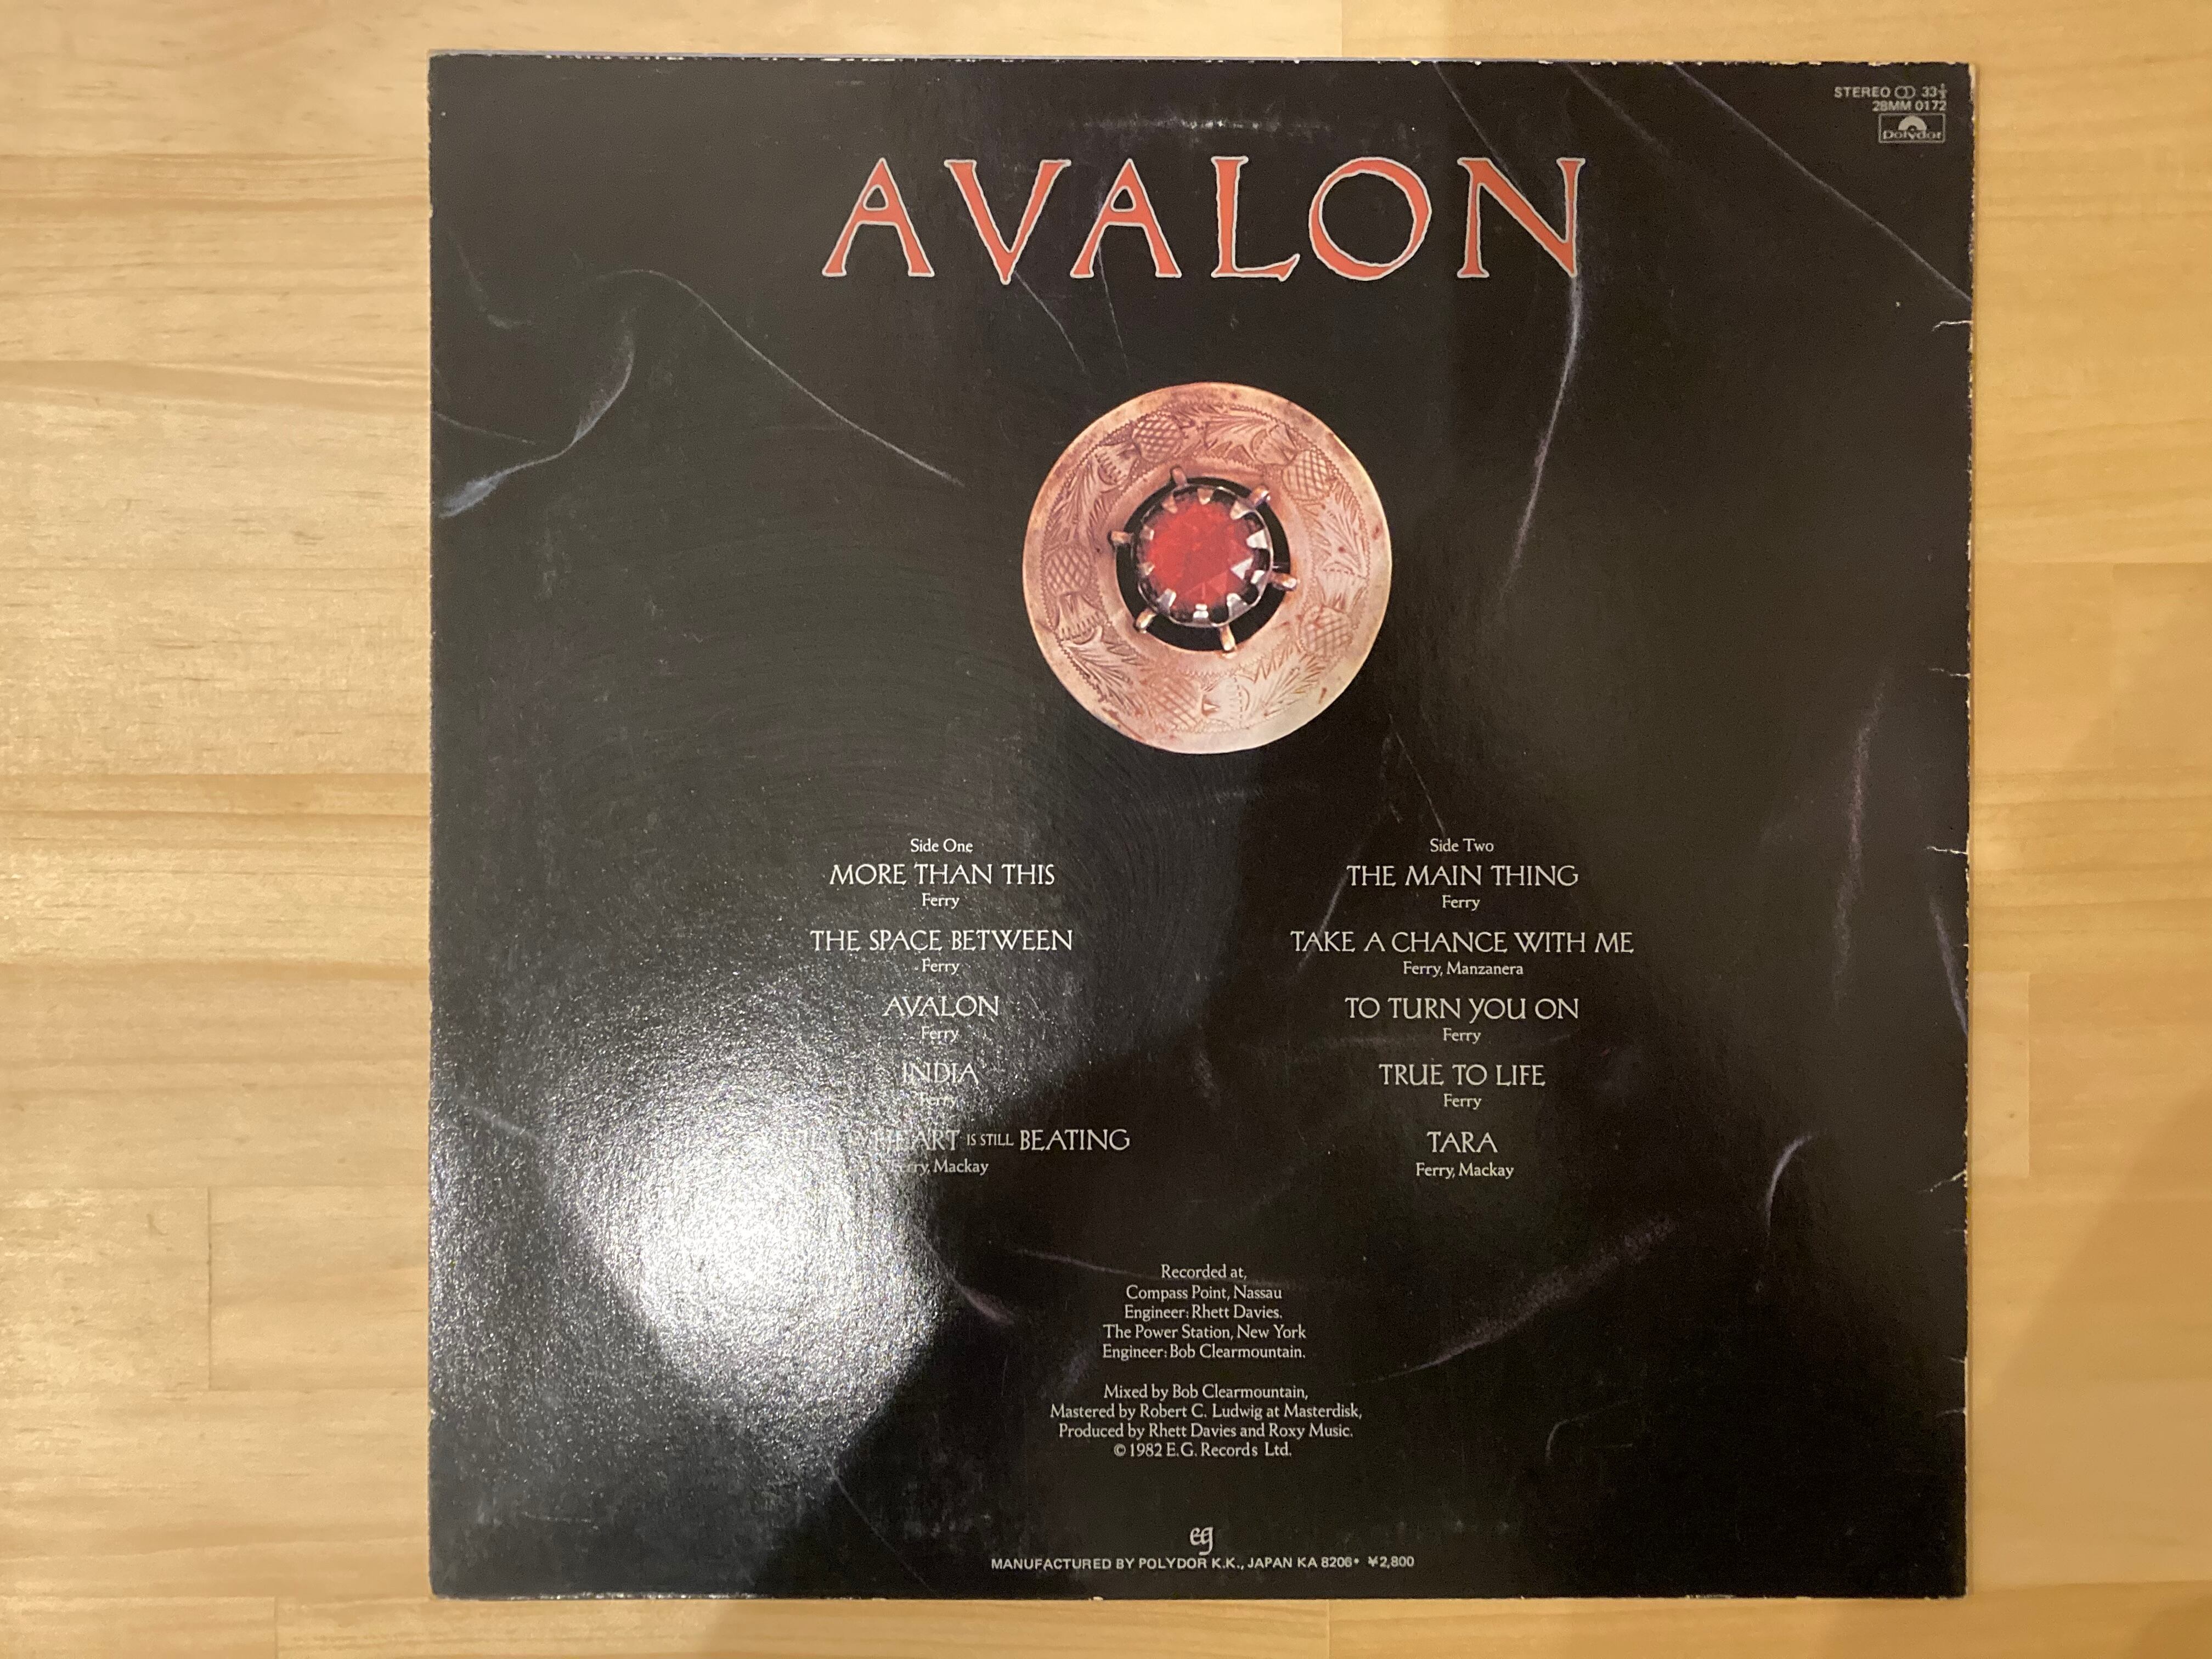 STEREO 33⅓
28MM 0172
Polydor
AVALON
Side One
MORE THAN THIS
Ferry
THE SPACE BETWEEN
Ferry
AVALON
Ferry
INDIA
Ferry
HEART IS STILL BEATING
Ferry, Mackay
Side Two
THE MAIN THING
Ferry
TAKE A CHANCE WITH ME
Ferry, Manzanera
TO TURN YOU ON
Ferry
TRUE TO LIFE
Ferry
TARA
Ferry, Mackay
Recorded at,
Compass Point, Nassau
Engineer: Rhett Davies.
The Power Station, New York
Engineer: Bob Clearmountain.
Mixed by Bob Clearmountain,
Mastered by Robert C. Ludwig at Masterdisk,
Produced by Rhett Davies and Roxy Music.
© 1982 E.G. Records Ltd.
eg
MANUFACTURED BY POLYDOR K.K., JAPAN KA 8206• ¥2,800